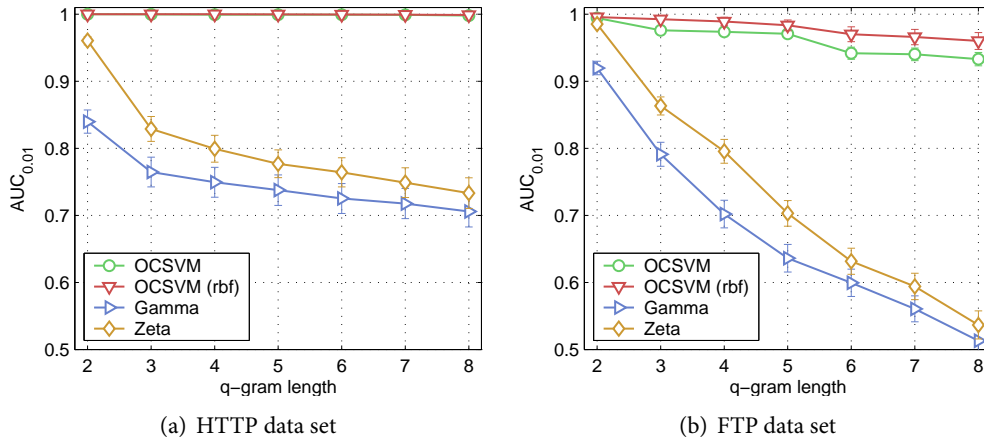 1
0.9
0.8
0.7
0.6
0.5
AUC0.01
OCSVM
OCSVM (rbf)
Gamma
Zeta
2 3 4 5 6 7 8
q−gram length
(a) HTTP data set
1
0.9
0.8
0.7
0.6
0.5
AUC0.01
OCSVM
OCSVM (rbf)
Gamma
Zeta
2 3 4 5 6 7 8
q−gram length
(b) FTP data set